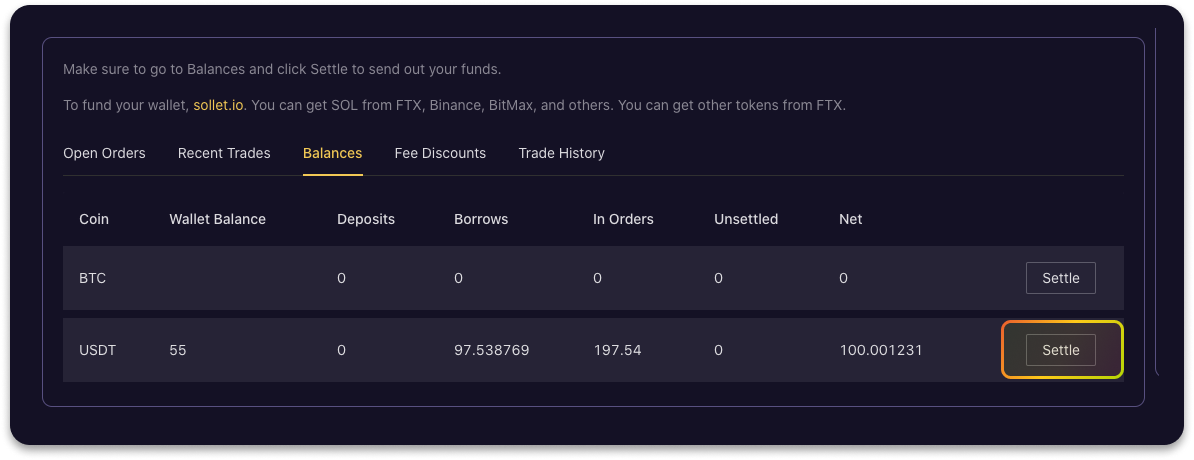 Make sure to go to Balances and click Settle to send out your funds.
To fund your wallet, sollet.io. You can get SOL from FTX, Binance, BitMax, and others. You can get other tokens from FTX.
Open Orders Recent Trades Balances Fee Discounts Trade History
Coin Wallet Balance Deposits Borrows In Orders Unsettled Net
BTC 0 0 0 0 0 Settle
USDT 55 0 97.538769 197.54 0 100.001231 Settle